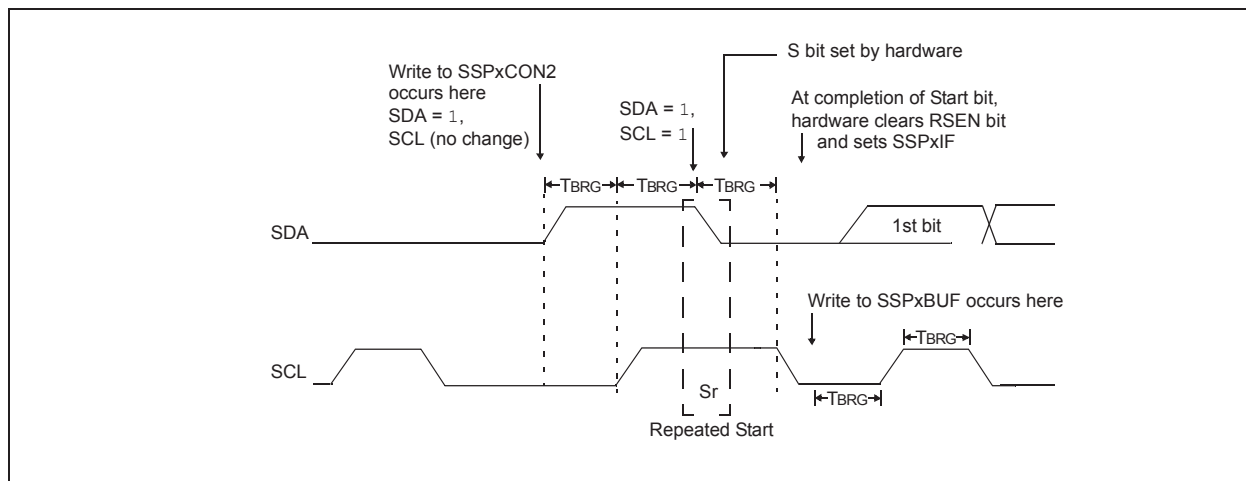 S bit set by hardware
Write to SSPxCON2
occurs here
SDA = 1,
SCL (no change)
SDA = 1,
SCL = 1
At completion of Start bit,
hardware clears RSEN bit
and sets SSPxIF
TBRG
TBRG
TBRG
SDA
1st bit
Write to SSPxBUF occurs here
TBRG
SCL
Sr
TBRG
Repeated Start